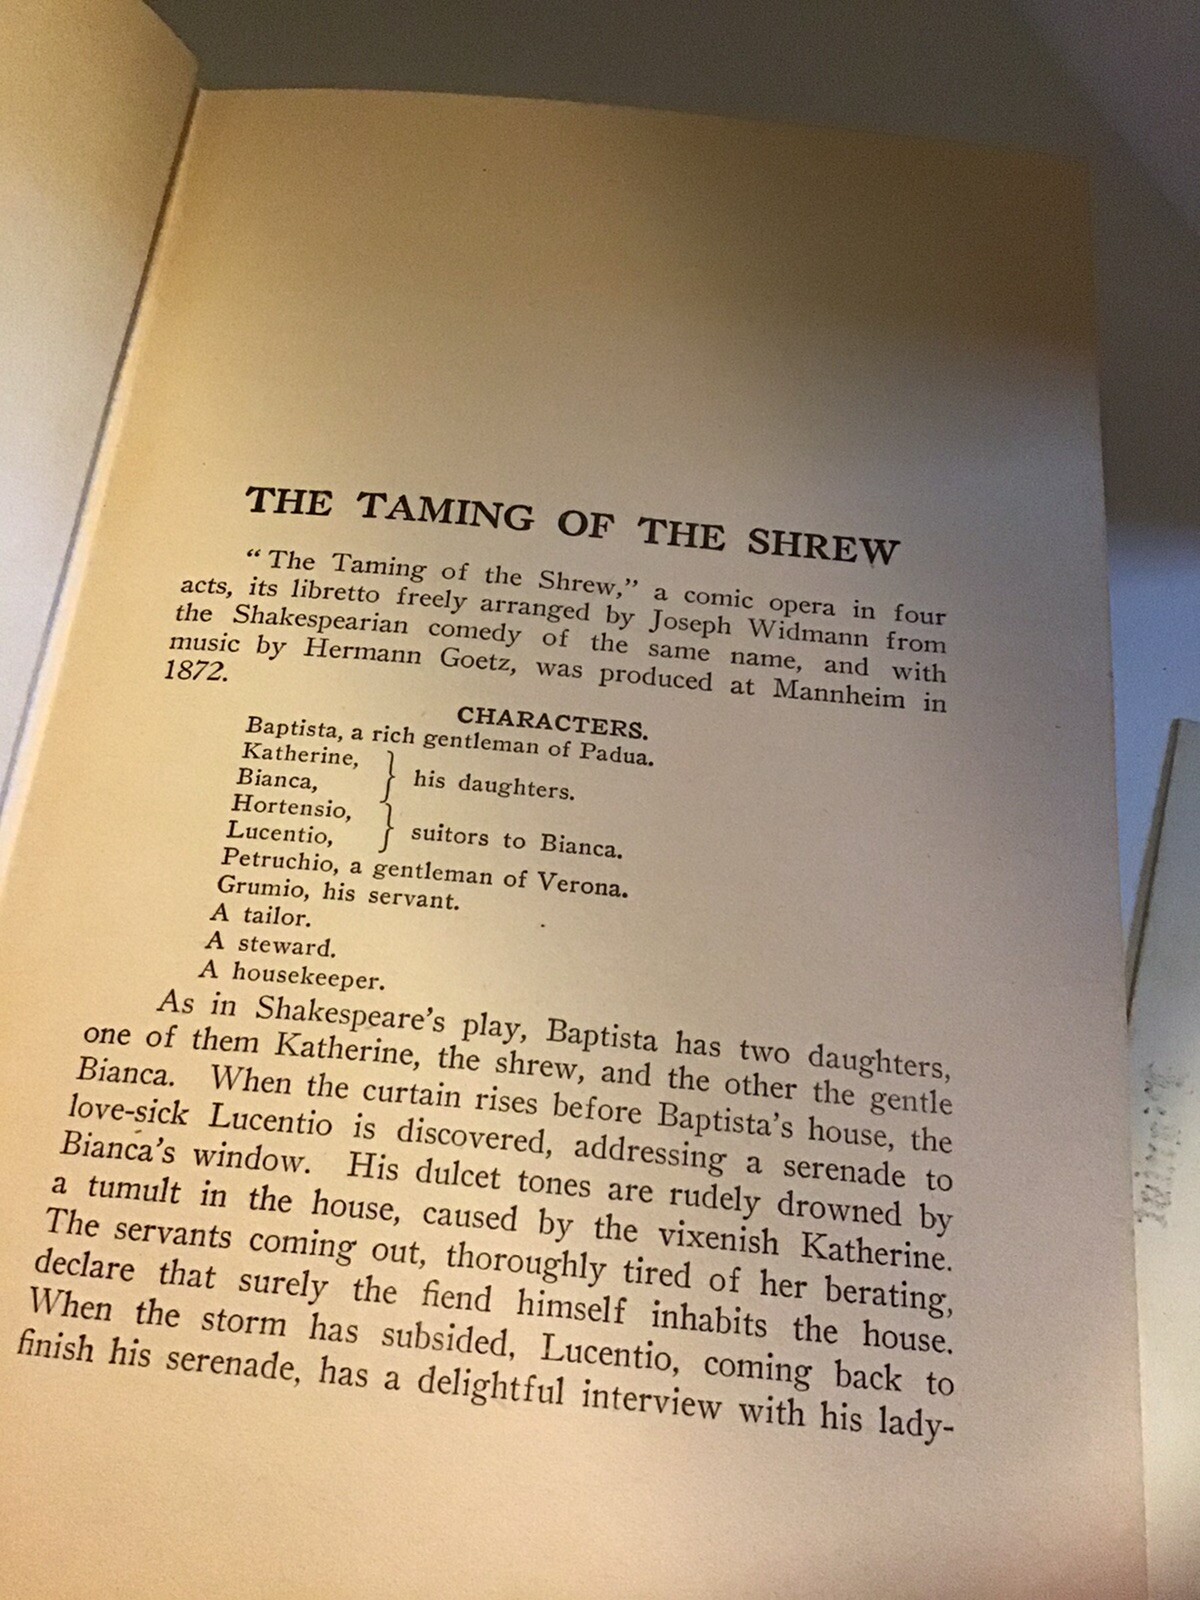 THE TAMING OF THE SHREW
“The Taming of the Shrew,” a comic opera in four
acts, its libretto freely arranged by Joseph Widmann from
the Shakespearian comedy of the same name, and with
music by Hermann Goetz, was produced at Mannheim in
1872.
CHARACTERS.
Baptista, a rich gentleman of Padua.
Katherine,
Bianca,
} his daughters.
Hortensio,
Lucentio,
} suitors to Bianca.
Petruchio, a gentleman of Verona.
Grumio, his servant.
A tailor.
A steward.
A housekeeper.
As in Shakespeare’s play, Baptista has two daughters,
one of them Katherine, the shrew, and the other the gentle
Bianca. When the curtain rises before Baptista’s house, the
love-sick Lucentio is discovered, addressing a serenade to
Bianca’s window. His dulcet tones are rudely drowned by
a tumult in the house, caused by the vixenish Katherine.
The servants coming out, thoroughly tired of her berating,
declare that surely the fiend himself inhabits the house.
When the storm has subsided, Lucentio, coming back to
finish his serenade, has a delightful interview with his lady-